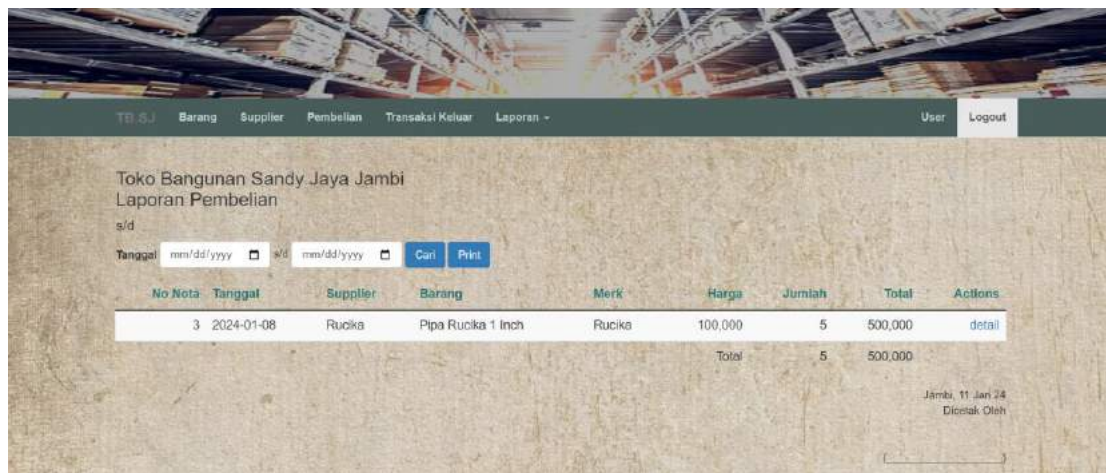 TB.SJ Barang Supplier Pembelian Transaksi Keluar Laporan User Logout
Toko Bangunan Sandy Jaya Jambi
Laporan Pembelian
s/d
Tanggal mm/dd/yyyy s/d mm/dd/yyyy Cari Print
No Nota Tanggal Supplier Barang Merk Harga Jumlah Total Actions
3 2024-01-08 Rucika Pipa Rucika 1 Inch Rucika 100,000 5 500,000 detail
Total 5 500,000
Jambi, 11 Jan 24
Dicetak Oleh
(____________________)